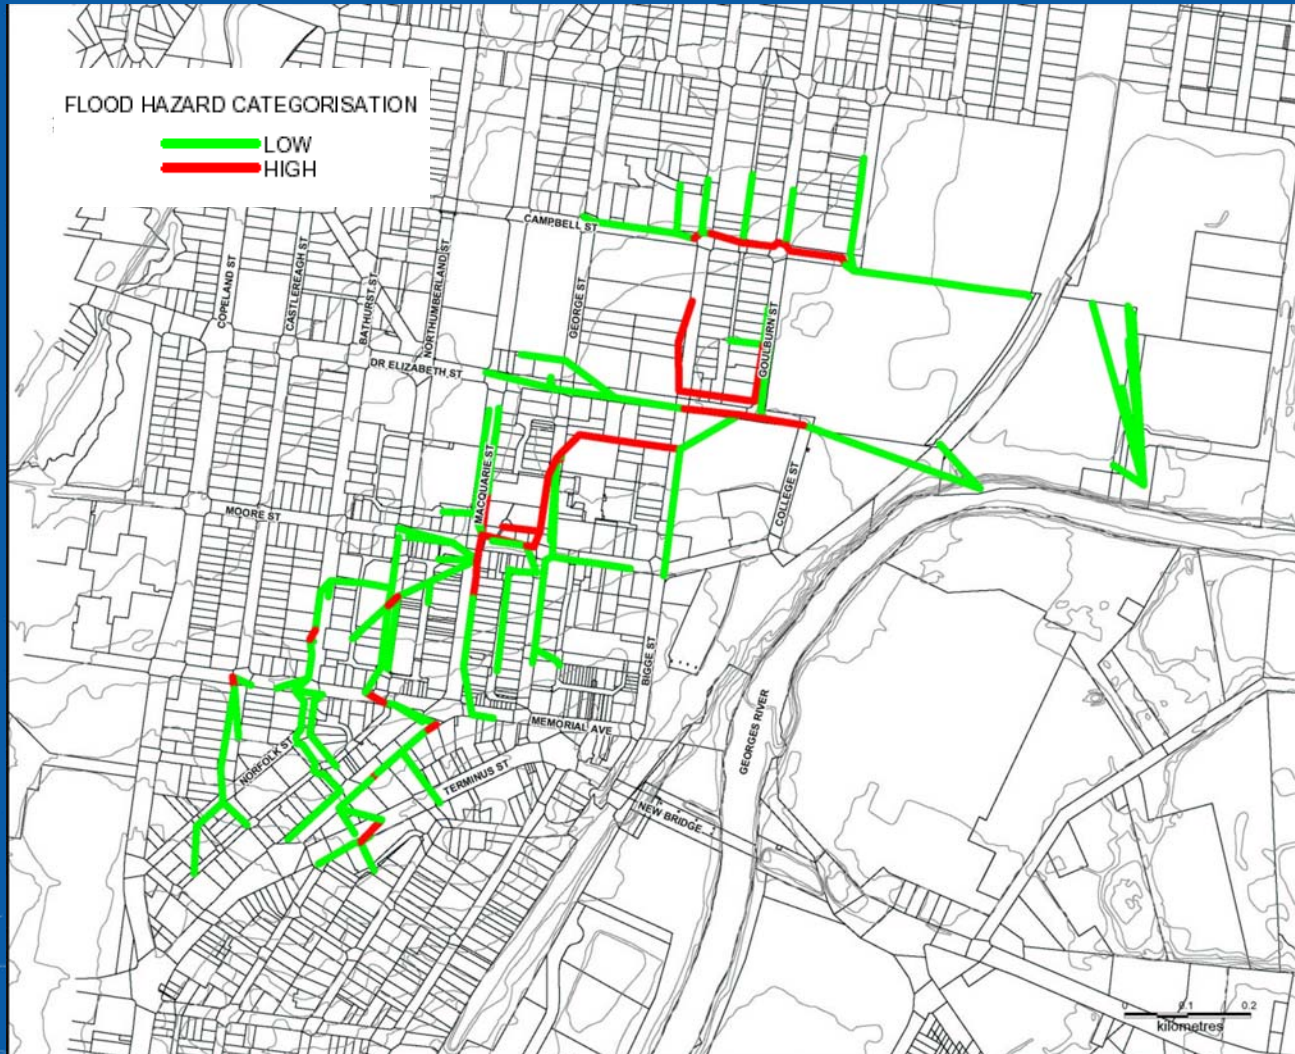 FLOOD HAZARD CATEGORISATION
LOW
HIGH
CAMPBELL ST
COPELAND ST
CASTLEREAGH ST
BATHURST ST
NORTHUMBERLAND ST
GEORGE ST
GOULBURN ST
DR ELIZABETH ST
MACQUARIE ST
COLLEGE ST
MOORE ST
BIGGE ST
MEMORIAL AVE
GEORGES RIVER
NORFOLK ST
TERMINUS ST
NEW BRIDGE
0 0.1 0.2
kilometres